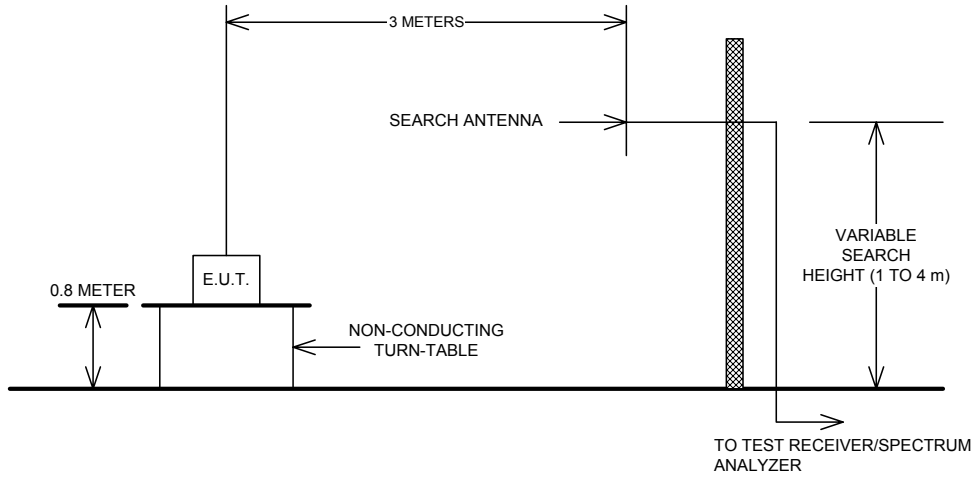 3 METERS
SEARCH ANTENNA
VARIABLE
SEARCH
HEIGHT (1 TO 4 m)
E.U.T.
0.8 METER
NON-CONDUCTING
TURN-TABLE
TO TEST RECEIVER/SPECTRUM
ANALYZER